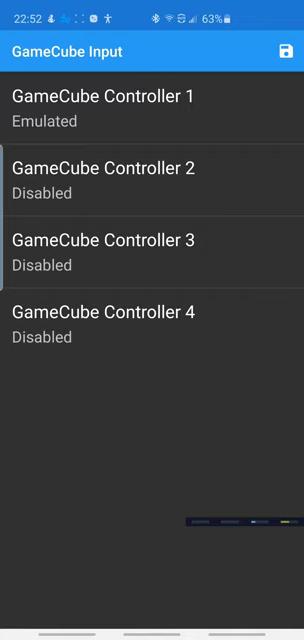 22:52 63%
GameCube Input
GameCube Controller 1
Emulated
GameCube Controller 2
Disabled
GameCube Controller 3
Disabled
GameCube Controller 4
Disabled